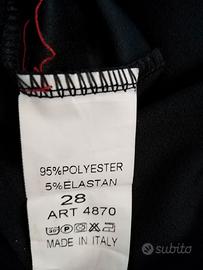 95%POLYESTER
5%ELASTAN
28
ART 4870
MADE IN ITALY
subito